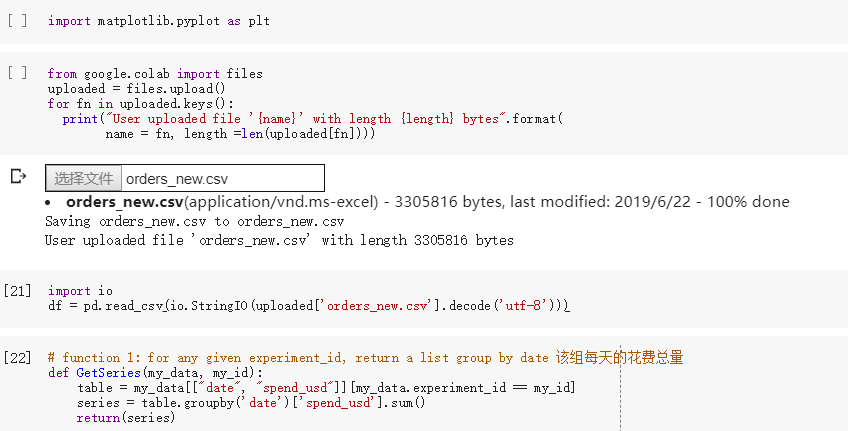 [ ] import matplotlib.pyplot as plt
[ ] from google.colab import files
uploaded = files.upload()
for fn in uploaded.keys():
print("User uploaded file '{name}' with length {length} bytes".format(
name = fn, length =len(uploaded[fn])))
选择文件 orders_new.csv
• orders_new.csv(application/vnd.ms-excel) - 3305816 bytes, last modified: 2019/6/22 - 100% done
Saving orders_new.csv to orders_new.csv
User uploaded file 'orders_new.csv' with length 3305816 bytes
[21] import io
df = pd.read_csv(io.StringIO(uploaded['orders_new.csv'].decode('utf-8')))
[22] # function 1: for any given experiment_id, return a list group by date 该组每天的花费总量
def GetSeries(my_data, my_id):
table = my_data[["date", "spend_usd"]][my_data.experiment_id == my_id]
series = table.groupby('date')['spend_usd'].sum()
return(series)